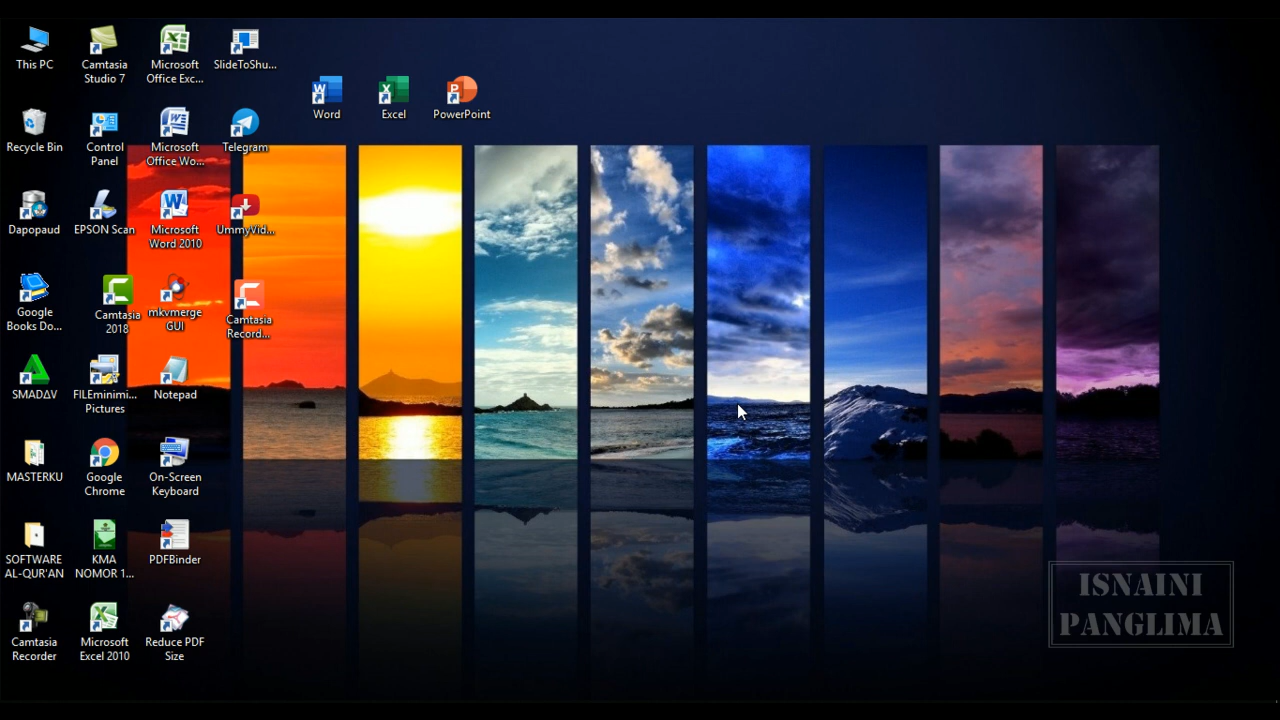 This PC
Camtasia
Studio 7
Microsoft
Office Exc...
SlideToShu...
Word
Excel
PowerPoint
Recycle Bin
Control
Panel
Microsoft
Office Wo...
Telegram
Dapopaud
EPSON Scan
Microsoft
Word 2010
UmmyVid...
Google
Books Do...
Camtasia
2018
mkvmerge
GUI
Camtasia
Record...
SMADΔV
FILEminimi...
Pictures
Notepad
MASTERKU
Google
Chrome
On-Screen
Keyboard
SOFTWARE
AL-QUR'AN
KMA
NOMOR 1...
PDFBinder
Camtasia
Recorder
Microsoft
Excel 2010
Reduce PDF
Size
ISNAINI
PANGLIMA